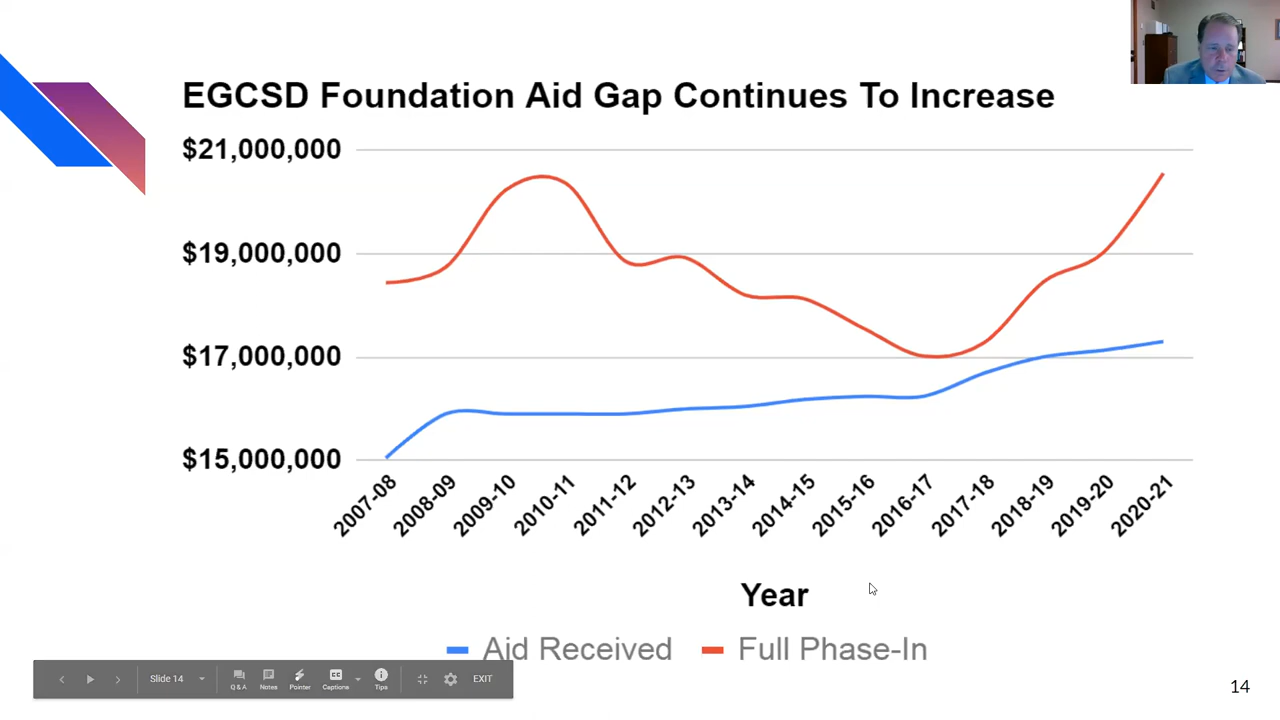 EGCSD Foundation Aid Gap Continues To Increase
$21,000,000
$19,000,000
$17,000,000
$15,000,000
2007-08
2008-09
2009-10
2010-11
2011-12
2012-13
2013-14
2014-15
2015-16
2016-17
2017-18
2018-19
2019-20
2020-21
Year
Aid Received
Full Phase-In
Slide 14
Q & A
Notes
Pointer
CC
Captions
Tips
EXIT
14